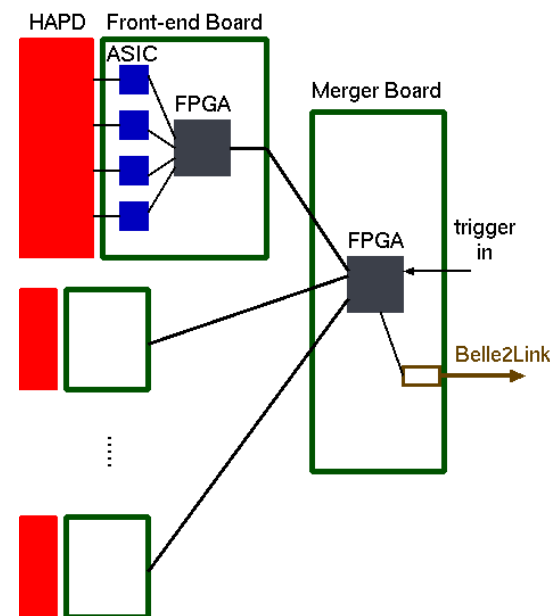 HAPD
Front-end Board
ASIC
FPGA
Merger Board
FPGA
trigger
in
Belle2Link